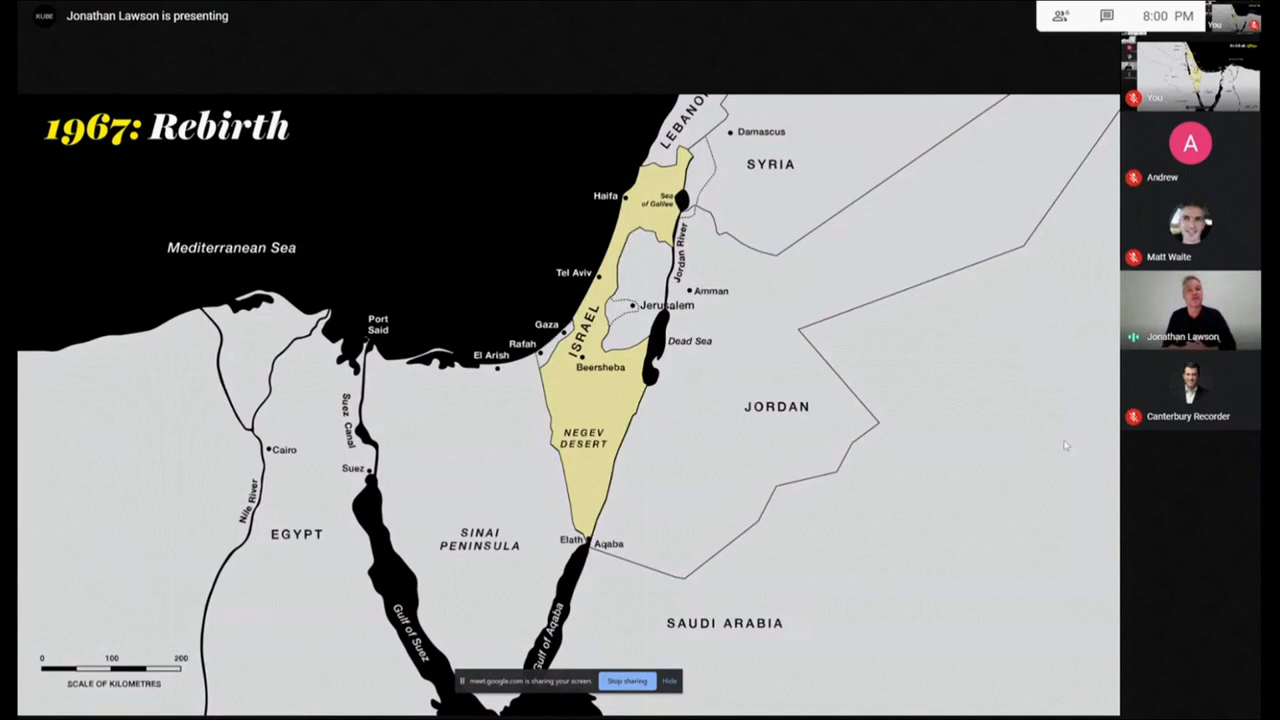 KUBE
Jonathan Lawson is presenting
6
8:00 PM
You
1967: Rebirth
You
A
Andrew
Matt Waite
Jonathan Lawson
Canterbury Recorder
LEBANON
Damascus
SYRIA
Haifa
Sea
of Galilee
Mediterranean Sea
Jordan River
Tel Aviv
Amman
Jerusalem
Port
Said
Gaza
ISRAEL
Rafah
Dead Sea
El Arish
Beersheba
Suez Canal
JORDAN
NEGEV
DESERT
Cairo
Suez
Nile River
EGYPT
SINAI
PENINSULA
Elath
Aqaba
Gulf of Suez
Gulf of Aqaba
SAUDI ARABIA
0 100 200
SCALE OF KILOMETRES
meet.google.com is sharing your screen.
Stop sharing
Hide